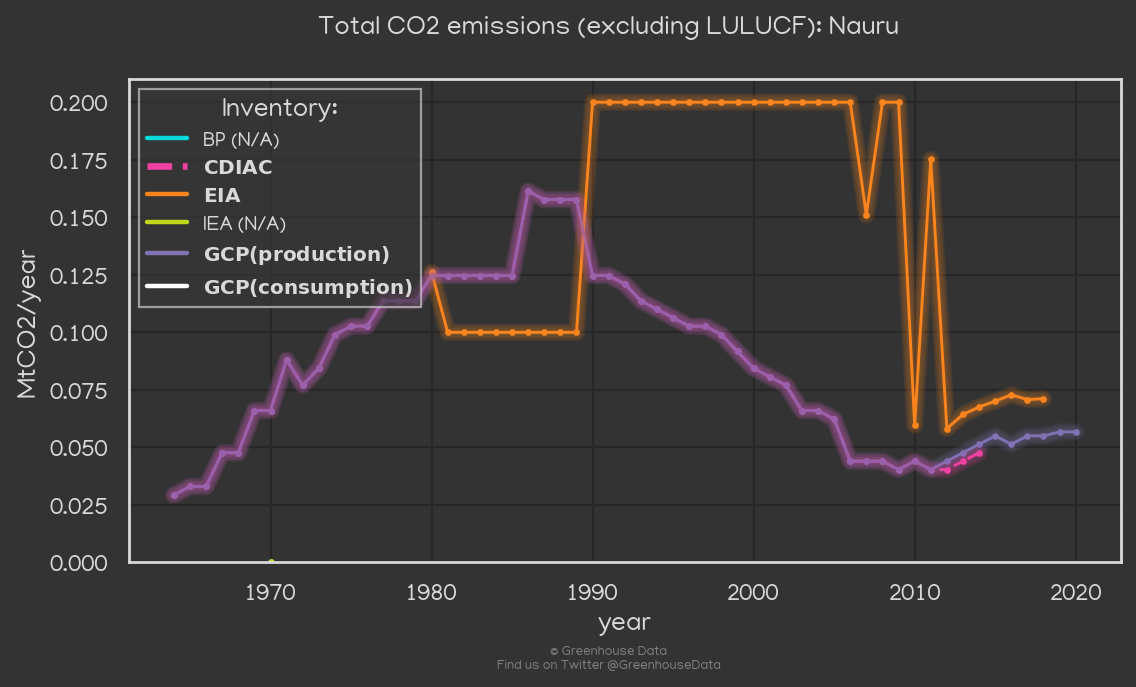 Total CO2 emissions (excluding LULUCF): Nauru
0.200
0.175
0.150
0.125
0.100
0.075
0.050
0.025
0.000
MtCO2/year
Inventory:
BP (N/A)
CDIAC
EIA
IEA (N/A)
GCP(production)
GCP(consumption)
1970 1980 1990 2000 2010 2020
year
© Greenhouse Data
Find us on Twitter @GreenhouseData